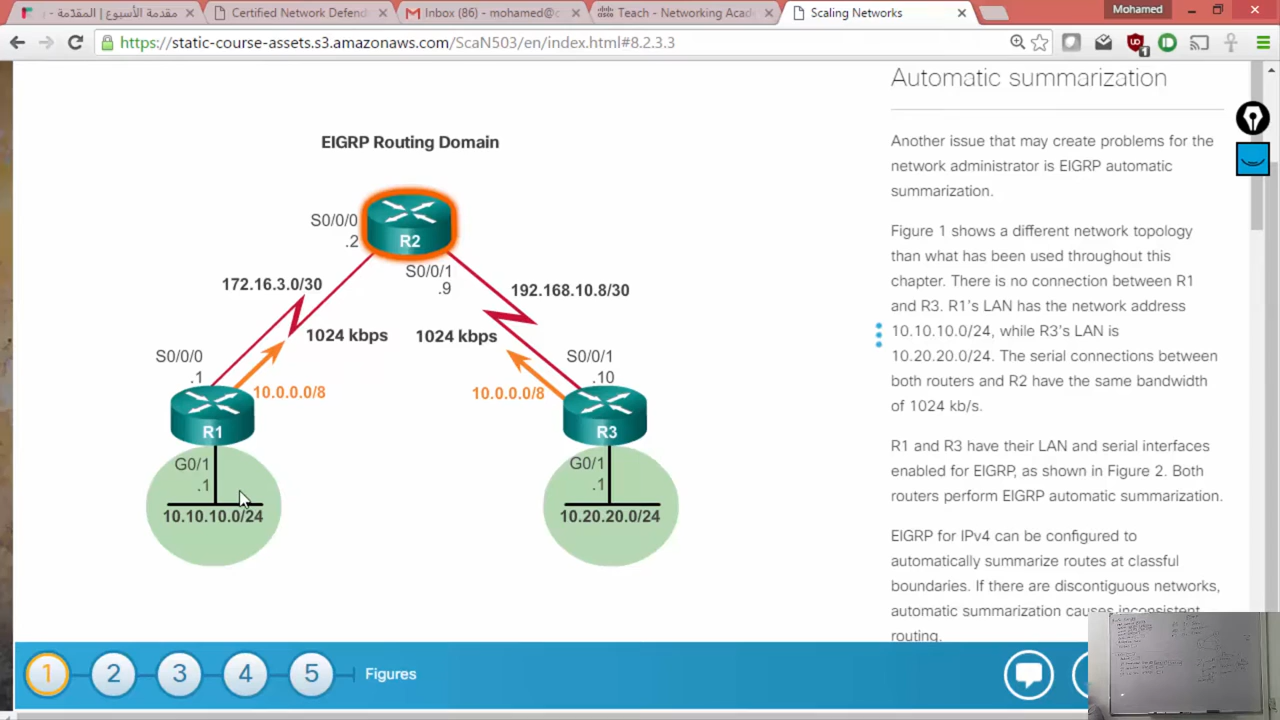 مقدمة الأسبوع | المقدّمة -
Certified Network Defend
Inbox (86) - mohamed@c
Teach - Networking Acad
Scaling Networks
Mohamed
https://static-course-assets.s3.amazonaws.com/ScaN503/en/index.html#8.2.3.3
1
EIGRP Routing Domain
S0/0/0
.2
R2
S0/0/1
.9
172.16.3.0/30
192.168.10.8/30
1024 kbps
1024 kbps
S0/0/0
.1
S0/0/1
.10
10.0.0.0/8
10.0.0.0/8
R1
R3
G0/1
.1
G0/1
.1
10.10.10.0/24
10.20.20.0/24
Automatic summarization
Another issue that may create problems for the
network administrator is EIGRP automatic
summarization.
Figure 1 shows a different network topology
than what has been used throughout this
chapter. There is no connection between R1
and R3. R1's LAN has the network address
10.10.10.0/24, while R3's LAN is
10.20.20.0/24. The serial connections between
both routers and R2 have the same bandwidth
of 1024 kb/s.
R1 and R3 have their LAN and serial interfaces
enabled for EIGRP, as shown in Figure 2. Both
routers perform EIGRP automatic summarization.
EIGRP for IPv4 can be configured to
automatically summarize routes at classful
boundaries. If there are discontiguous networks,
automatic summarization causes inconsistent
routing.
1 2 3 4 5 Figures